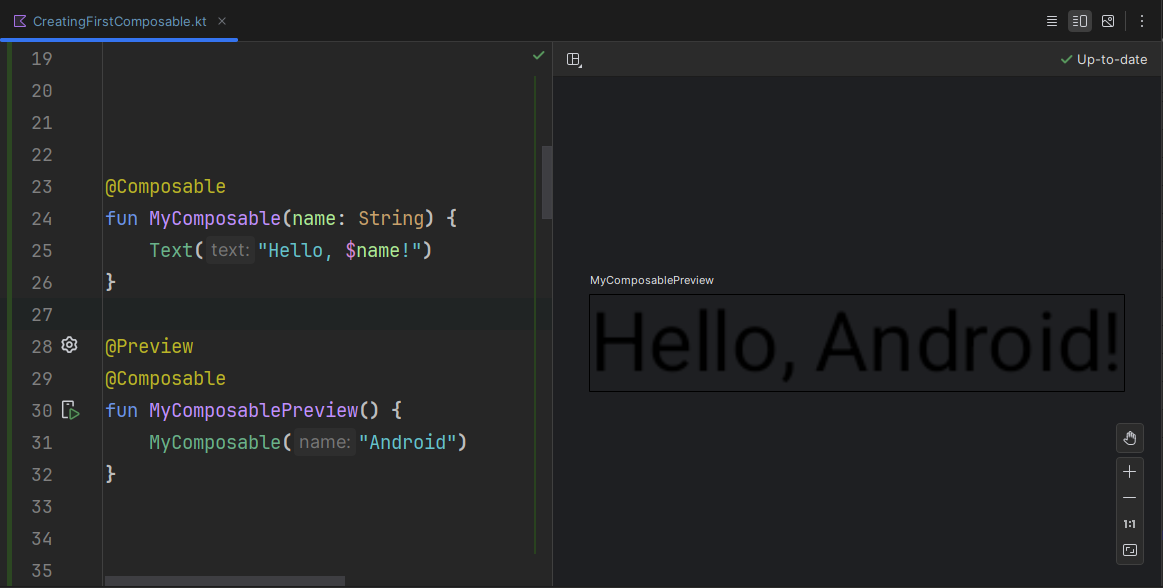 CreatingFirstComposable.kt
Up-to-date
19
20
21
22
23 @Composable
24 fun MyComposable(name: String) {
25 Text( text: "Hello, $name!")
26 }
27
28 @Preview
29 @Composable
30 fun MyComposablePreview() {
31 MyComposable( name: "Android")
32 }
33
34
35
MyComposablePreview
Hello, Android!
1:1